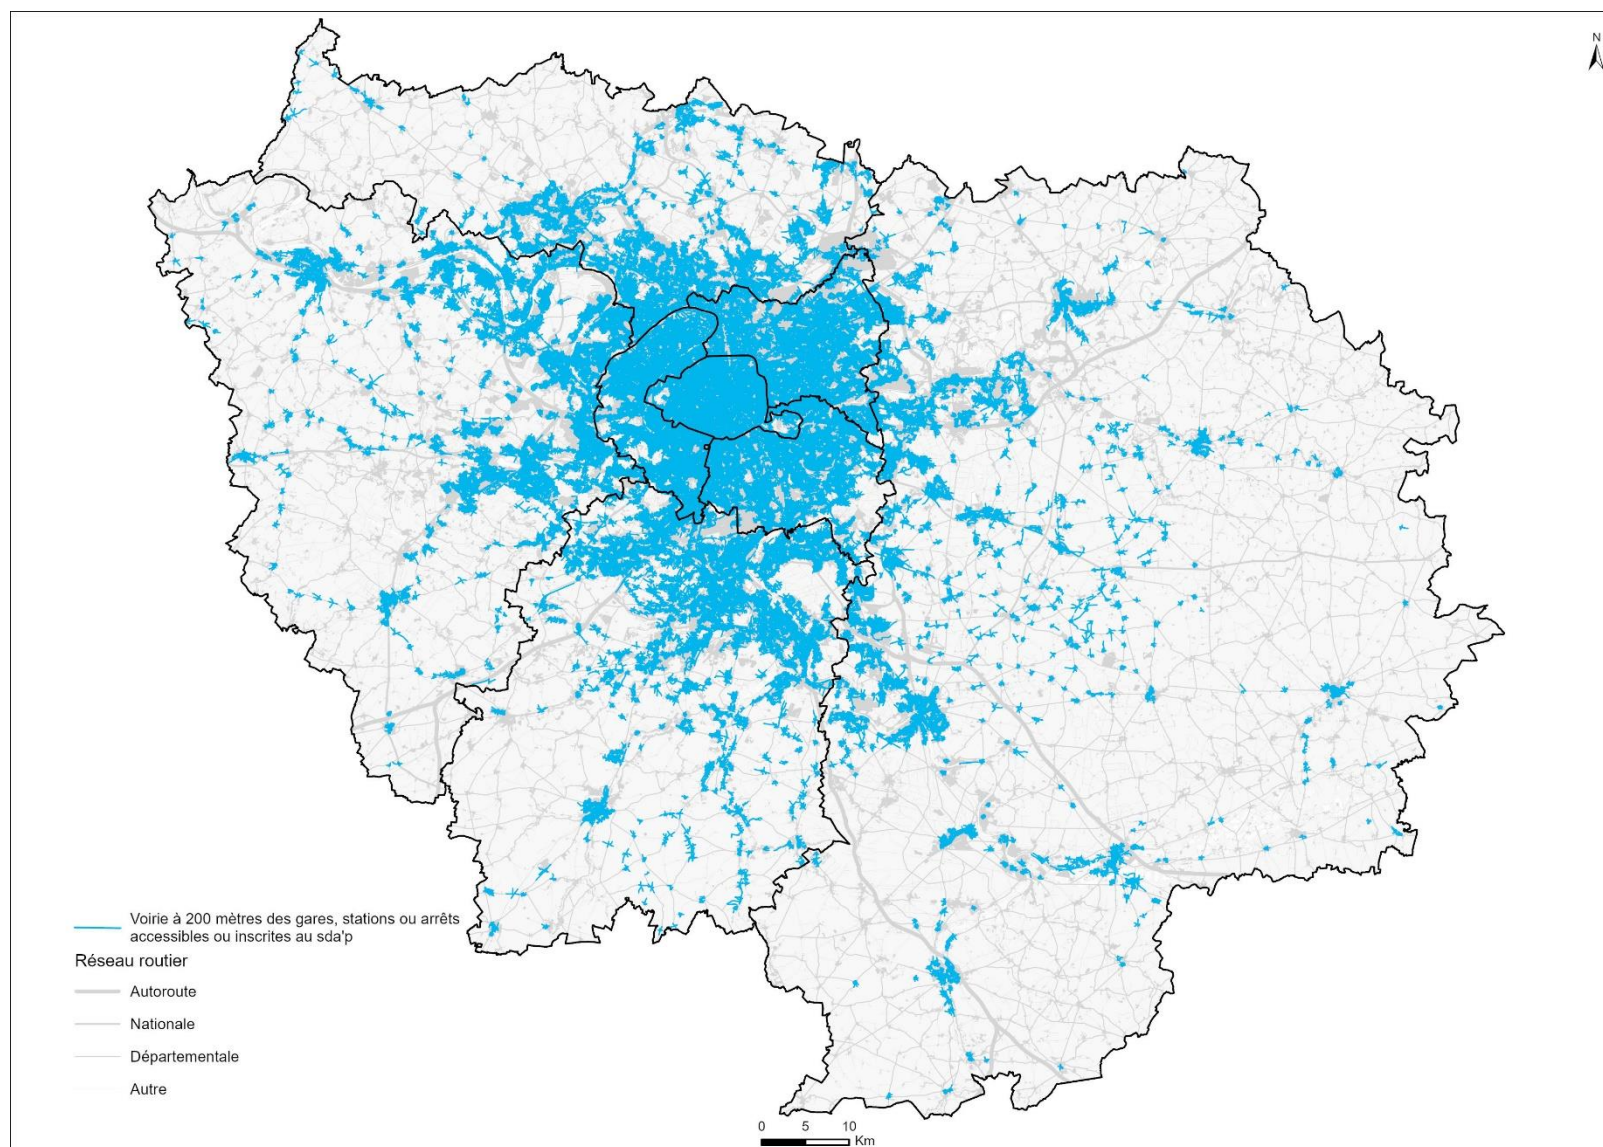 N
Voirie à 200 mètres des gares, stations ou arrêts
accessibles ou inscrites au sda'p
Réseau routier
Autoroute
Nationale
Départementale
Autre
0 5 10
Km